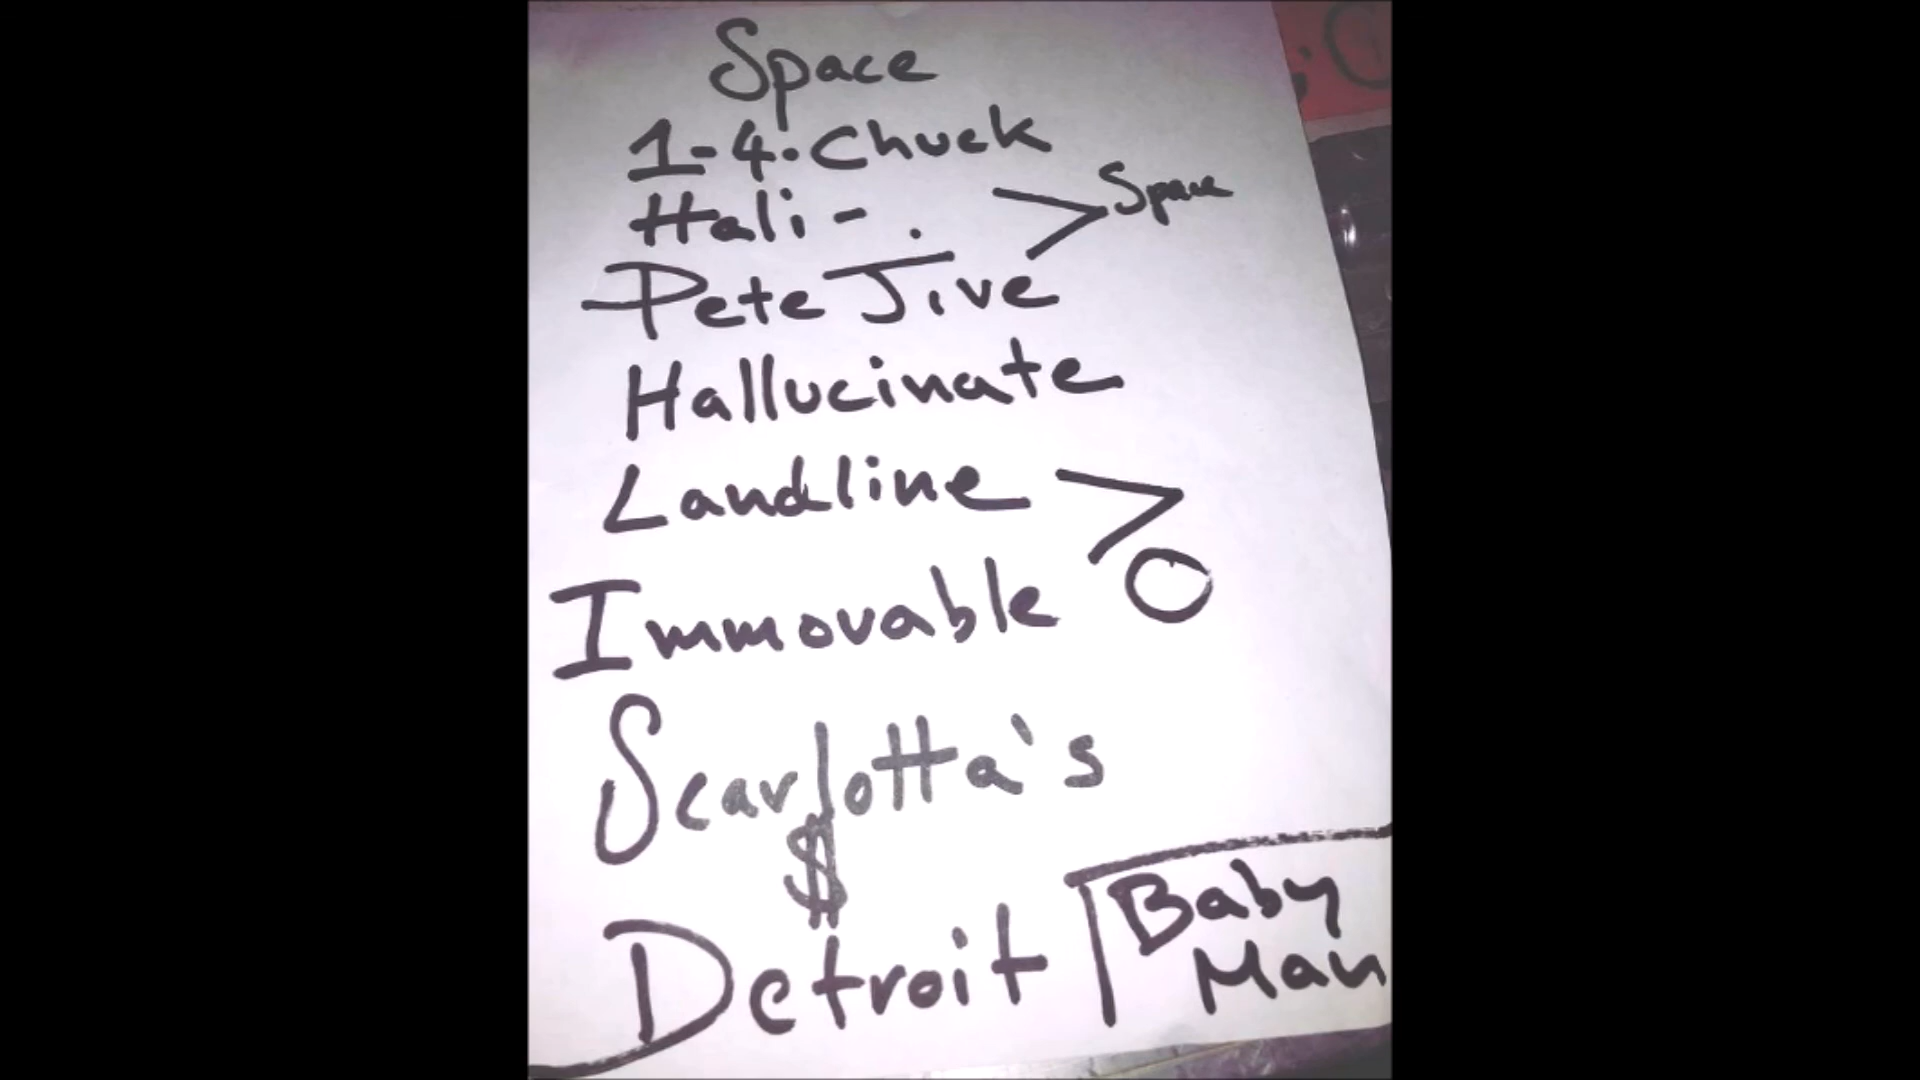 Space
1-4.Chuck
Hali-. > Space
Pete Jive
Hallucinate
Landline >
Immovable O
Scarlotta's
$
Detroit
Baby
Man